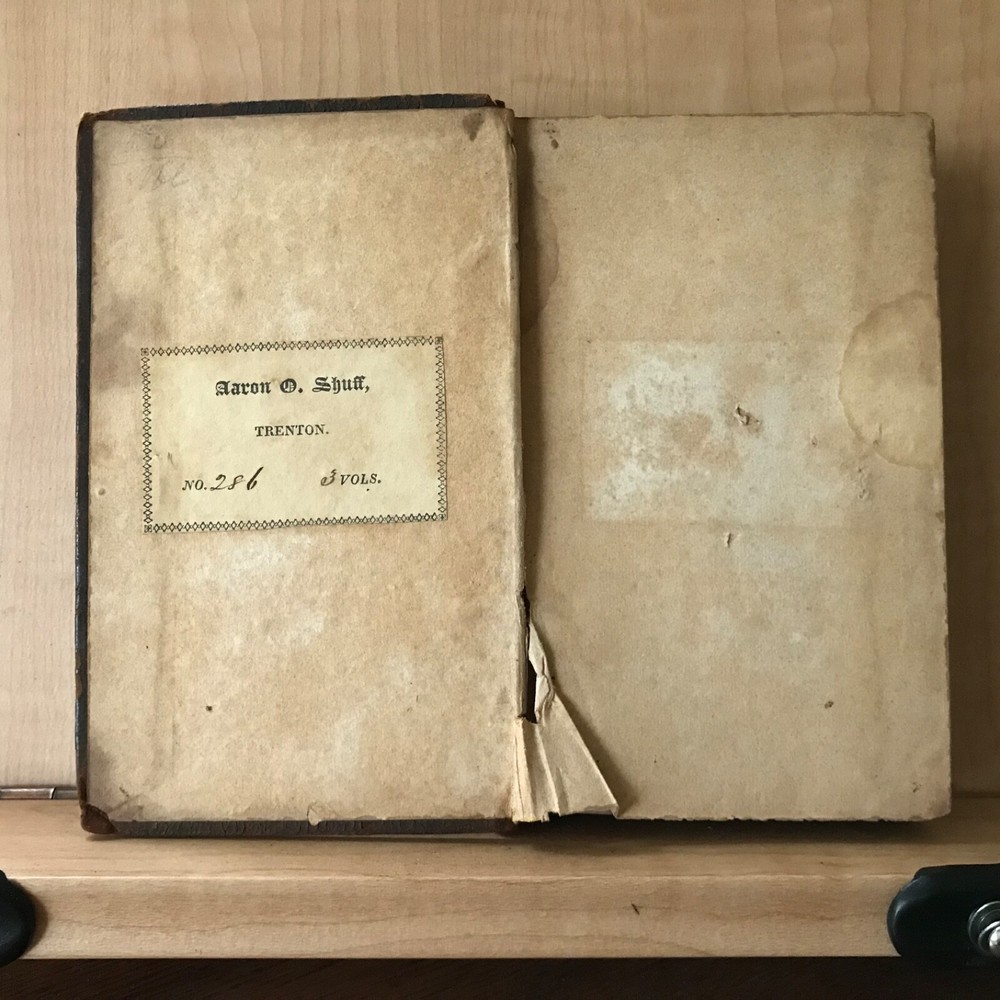 Aaron O. Shuff,
TRENTON.
NO. 286 3 VOLS.